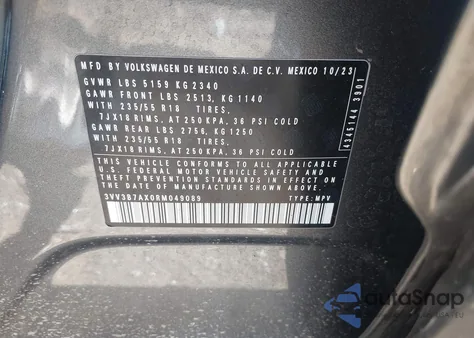 MFD BY VOLKSWAGEN DE MEXICO S.A. DE C.V. MEXICO 10/23
GVWR LBS 5159 KG 2340
GAWR FRONT LBS 2513, KG 1140
WITH 235/55 R18 TIRES,
7JX18 RIMS, AT 250 KPA, 36 PSI COLD
GAWR REAR LBS 2756, KG 1250
WITH 235/55 R18 TIRES,
7JX18 RIMS, AT 250 KPA, 36 PSI COLD
THIS VEHICLE CONFORMS TO ALL APPLICABLE
U.S. FEDERAL MOTOR VEHICLE SAFETY AND
THEFT PREVENTION STANDARDS IN EFFECT ON
THE DATE OF MANUFACTURE SHOWN ABOVE.
3VV3B7AX0RM049089 TYPE: MPV
4345144 3901
autoSnap